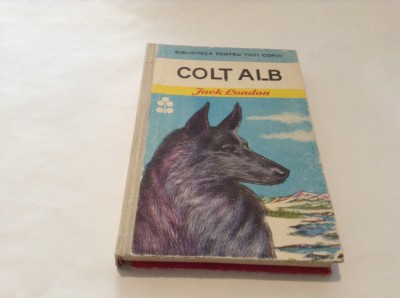 BIBLIOTECA PENTRU TOȚI COPIII
COLȚ ALB
Jack London